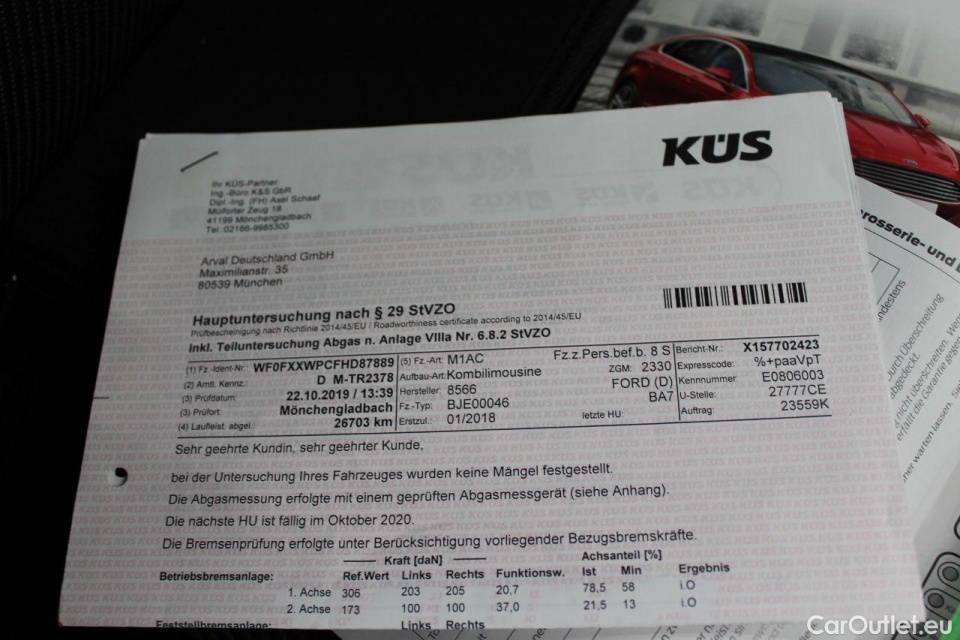 KÜS
Ihr KÜS-Partner
Ing.-Büro K&S GbR
Dipl.-Ing. (FH) Axel Schaaf
Mülforter Zeug 18
41199 Mönchengladbach
Tel. 02166-9985300
Arval Deutschland GmbH
Maximilianstr. 35
80539 München
Hauptuntersuchung nach § 29 StVZO
Prüfbescheinigung nach Richtlinie 2014/45/EU / Roadworthiness certificate according to 2014/45/EU
inkl. Teiluntersuchung Abgas n. Anlage VIIIa Nr. 6.8.2 StVZO
(1) Fz.-Ident-Nr. WF0FXXWPCFHD87889 (5) Fz.-Art: M1AC Fz.z.Pers.bef.b. 8 S Bericht-Nr.: X157702423
(2) Amtl. Kennz.: D M-TR2378 Aufbau-Art: Kombilimousine ZGM: 2330 Expresscode: %+paaVpT
(3) Prüfdatum: 22.10.2019 / 13:39 Hersteller: 8566 FORD (D) Kennnummer E0806003
(3) Prüfort: Mönchengladbach Fz.-Typ: BJE00046 BA7 U-Stelle: 27777CE
(4) Laufleist. abgel.: 26703 km Erstzul.: 01/2018 letzte HU: Auftrag: 23559K
Sehr geehrte Kundin, sehr geehrter Kunde,
bei der Untersuchung Ihres Fahrzeuges wurden keine Mängel festgestellt.
Die Abgasmessung erfolgte mit einem geprüften Abgasmessgerät (siehe Anhang).
Die nächste HU ist fällig im Oktober 2020.
Die Bremsenprüfung erfolgte unter Berücksichtigung vorliegender Bezugsbremskräfte.
Kraft [daN] Achsanteil [%]
Betriebsbremsanlage: Ref.Wert Links Rechts Funktionsw. Ist Min Ergebnis
1. Achse 306 203 205 20,7 78,5 58 i.O
2. Achse 173 100 100 37,0 21,5 13 i.O
Feststellbremsanlage: Links Rechts
rosserie- und
ndestens
durch Überschreitung
abgedeckt.
CarOutlet.eu